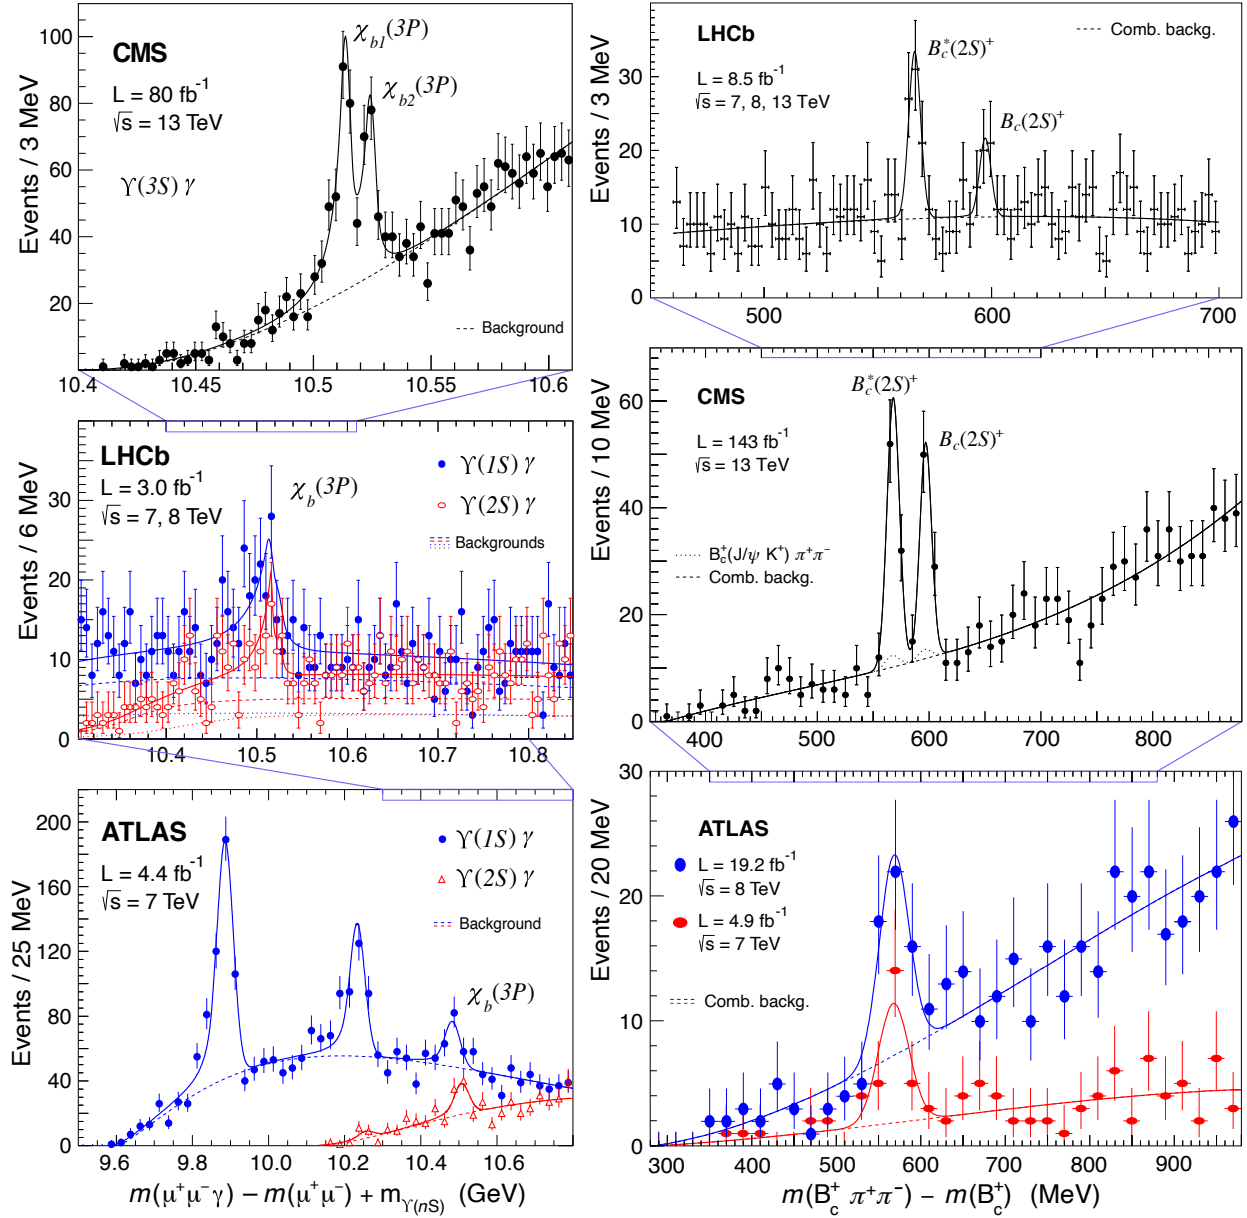 CMS
L = 80 fb⁻¹
√s = 13 TeV
ϒ(3S) γ
χb1(3P)
χb2(3P)
Background
Events / 3 MeV
100
80
60
40
20
10.4
10.45
10.5
10.55
10.6
LHCb
L = 3.0 fb⁻¹
√s = 7, 8 TeV
χb(3P)
ϒ(1S) γ
ϒ(2S) γ
Backgrounds
Events / 6 MeV
30
20
10
0
10.4
10.5
10.6
10.7
10.8
ATLAS
L = 4.4 fb⁻¹
√s = 7 TeV
ϒ(1S) γ
ϒ(2S) γ
Background
χb(3P)
Events / 25 MeV
200
160
120
80
40
0
9.6
9.8
10.0
10.2
10.4
10.6
m(μ⁺μ⁻γ) − m(μ⁺μ⁻) + mϒ(nS) (GeV)
LHCb
L = 8.5 fb⁻¹
√s = 7, 8, 13 TeV
Bc*(2S)⁺
Bc(2S)⁺
Comb. backg.
Events / 3 MeV
30
20
10
0
500
600
700
CMS
L = 143 fb⁻¹
√s = 13 TeV
Bc*(2S)⁺
Bc(2S)⁺
Bc⁺(J/ψ K⁺) π⁺π⁻
Comb. backg.
Events / 10 MeV
60
40
20
0
400
500
600
700
800
ATLAS
L = 19.2 fb⁻¹
√s = 8 TeV
L = 4.9 fb⁻¹
√s = 7 TeV
Comb. backg.
Events / 20 MeV
30
20
10
0
300
400
500
600
700
800
900
m(Bc⁺ π⁺π⁻) − m(Bc⁺) (MeV)